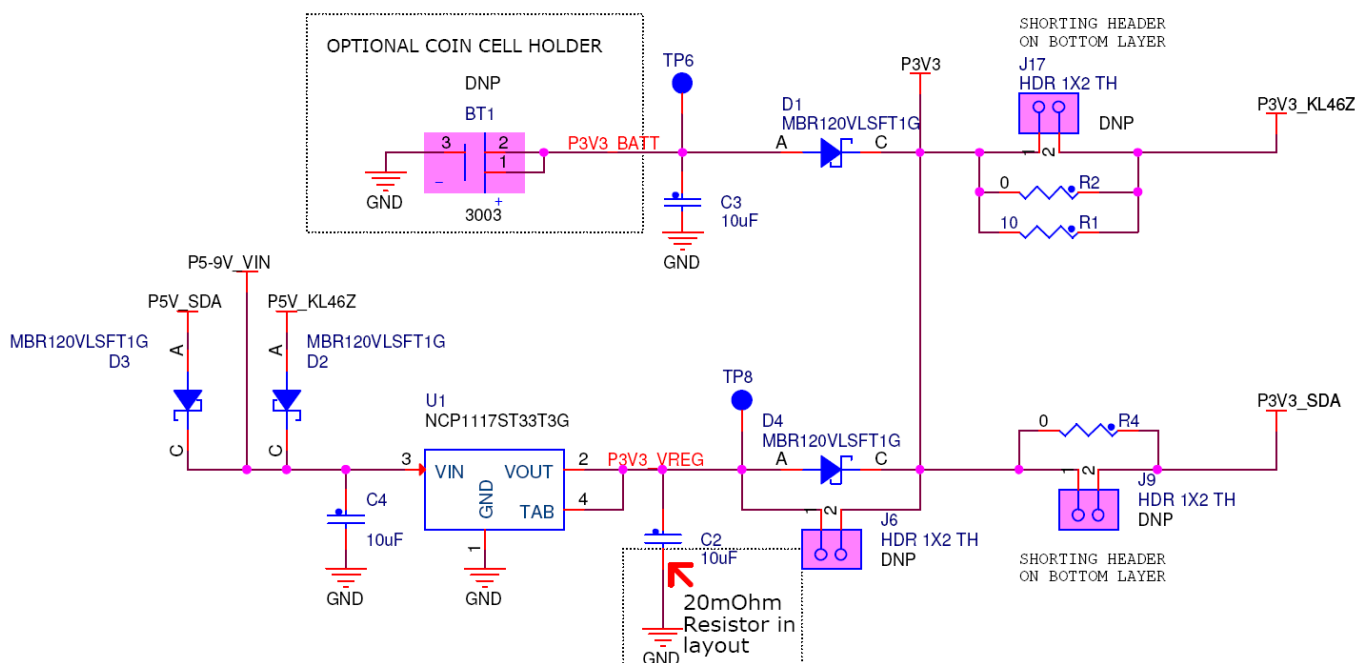 SHORTING HEADER
ON BOTTOM LAYER
OPTIONAL COIN CELL HOLDER
DNP
BT1
3
2
1
-
+
3003
GND
P3V3_BATT
TP6
C3
10uF
GND
D1
MBR120VLSFT1G
A
C
P3V3
J17
HDR 1X2 TH
DNP
1
2
0
R2
10
R1
P3V3_KL46Z
P5-9V_VIN
P5V_SDA
P5V_KL46Z
MBR120VLSFT1G
D3
A
C
MBR120VLSFT1G
D2
A
C
C4
10uF
GND
U1
NCP1117ST33T3G
3
VIN
VOUT
2
GND
TAB
4
1
GND
P3V3_VREG
C2
10uF
20mOhm
Resistor in
layout
GND
TP8
D4
MBR120VLSFT1G
A
C
1
2
J6
HDR 1X2 TH
DNP
0
R4
P3V3_SDA
1
2
J9
HDR 1X2 TH
DNP
SHORTING HEADER
ON BOTTOM LAYER